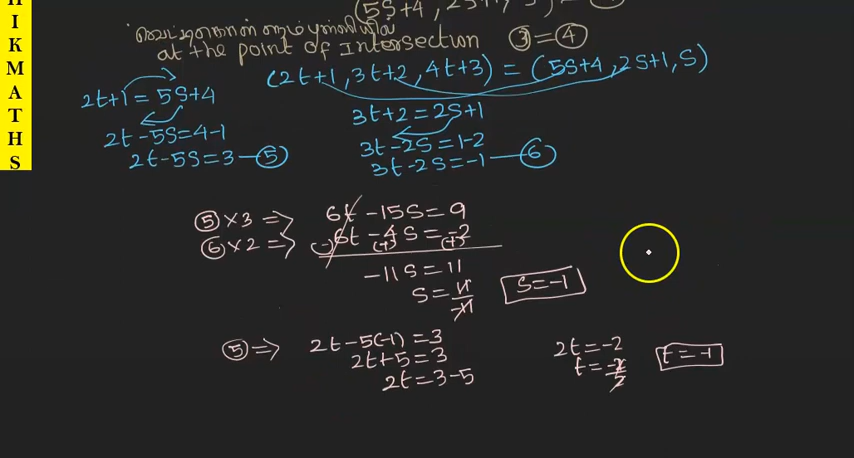 H
I
K
M
A
T
H
S
(5S+4, 2S+1, S)
at the point of Intersection ③=④
(2t+1, 3t+2, 4t+3) = (5S+4, 2S+1, S)
2t+1 = 5S+4
2t-5S=4-1
2t-5S=3 — ⑤
3t+2=2S+1
3t-2S=1-2
3t-2S=-1 — ⑥
⑤×3 ⇒ 6t -15S= 9
⑥×2 ⇒ 6t -4S = -2
(-) (+) (+)
-11S = 11
S = 11/-11
S=-1
⑤⇒ 2t-5(-1)=3
2t+5=3
2t=3-5
2t=-2
t=-2/2
t=-1